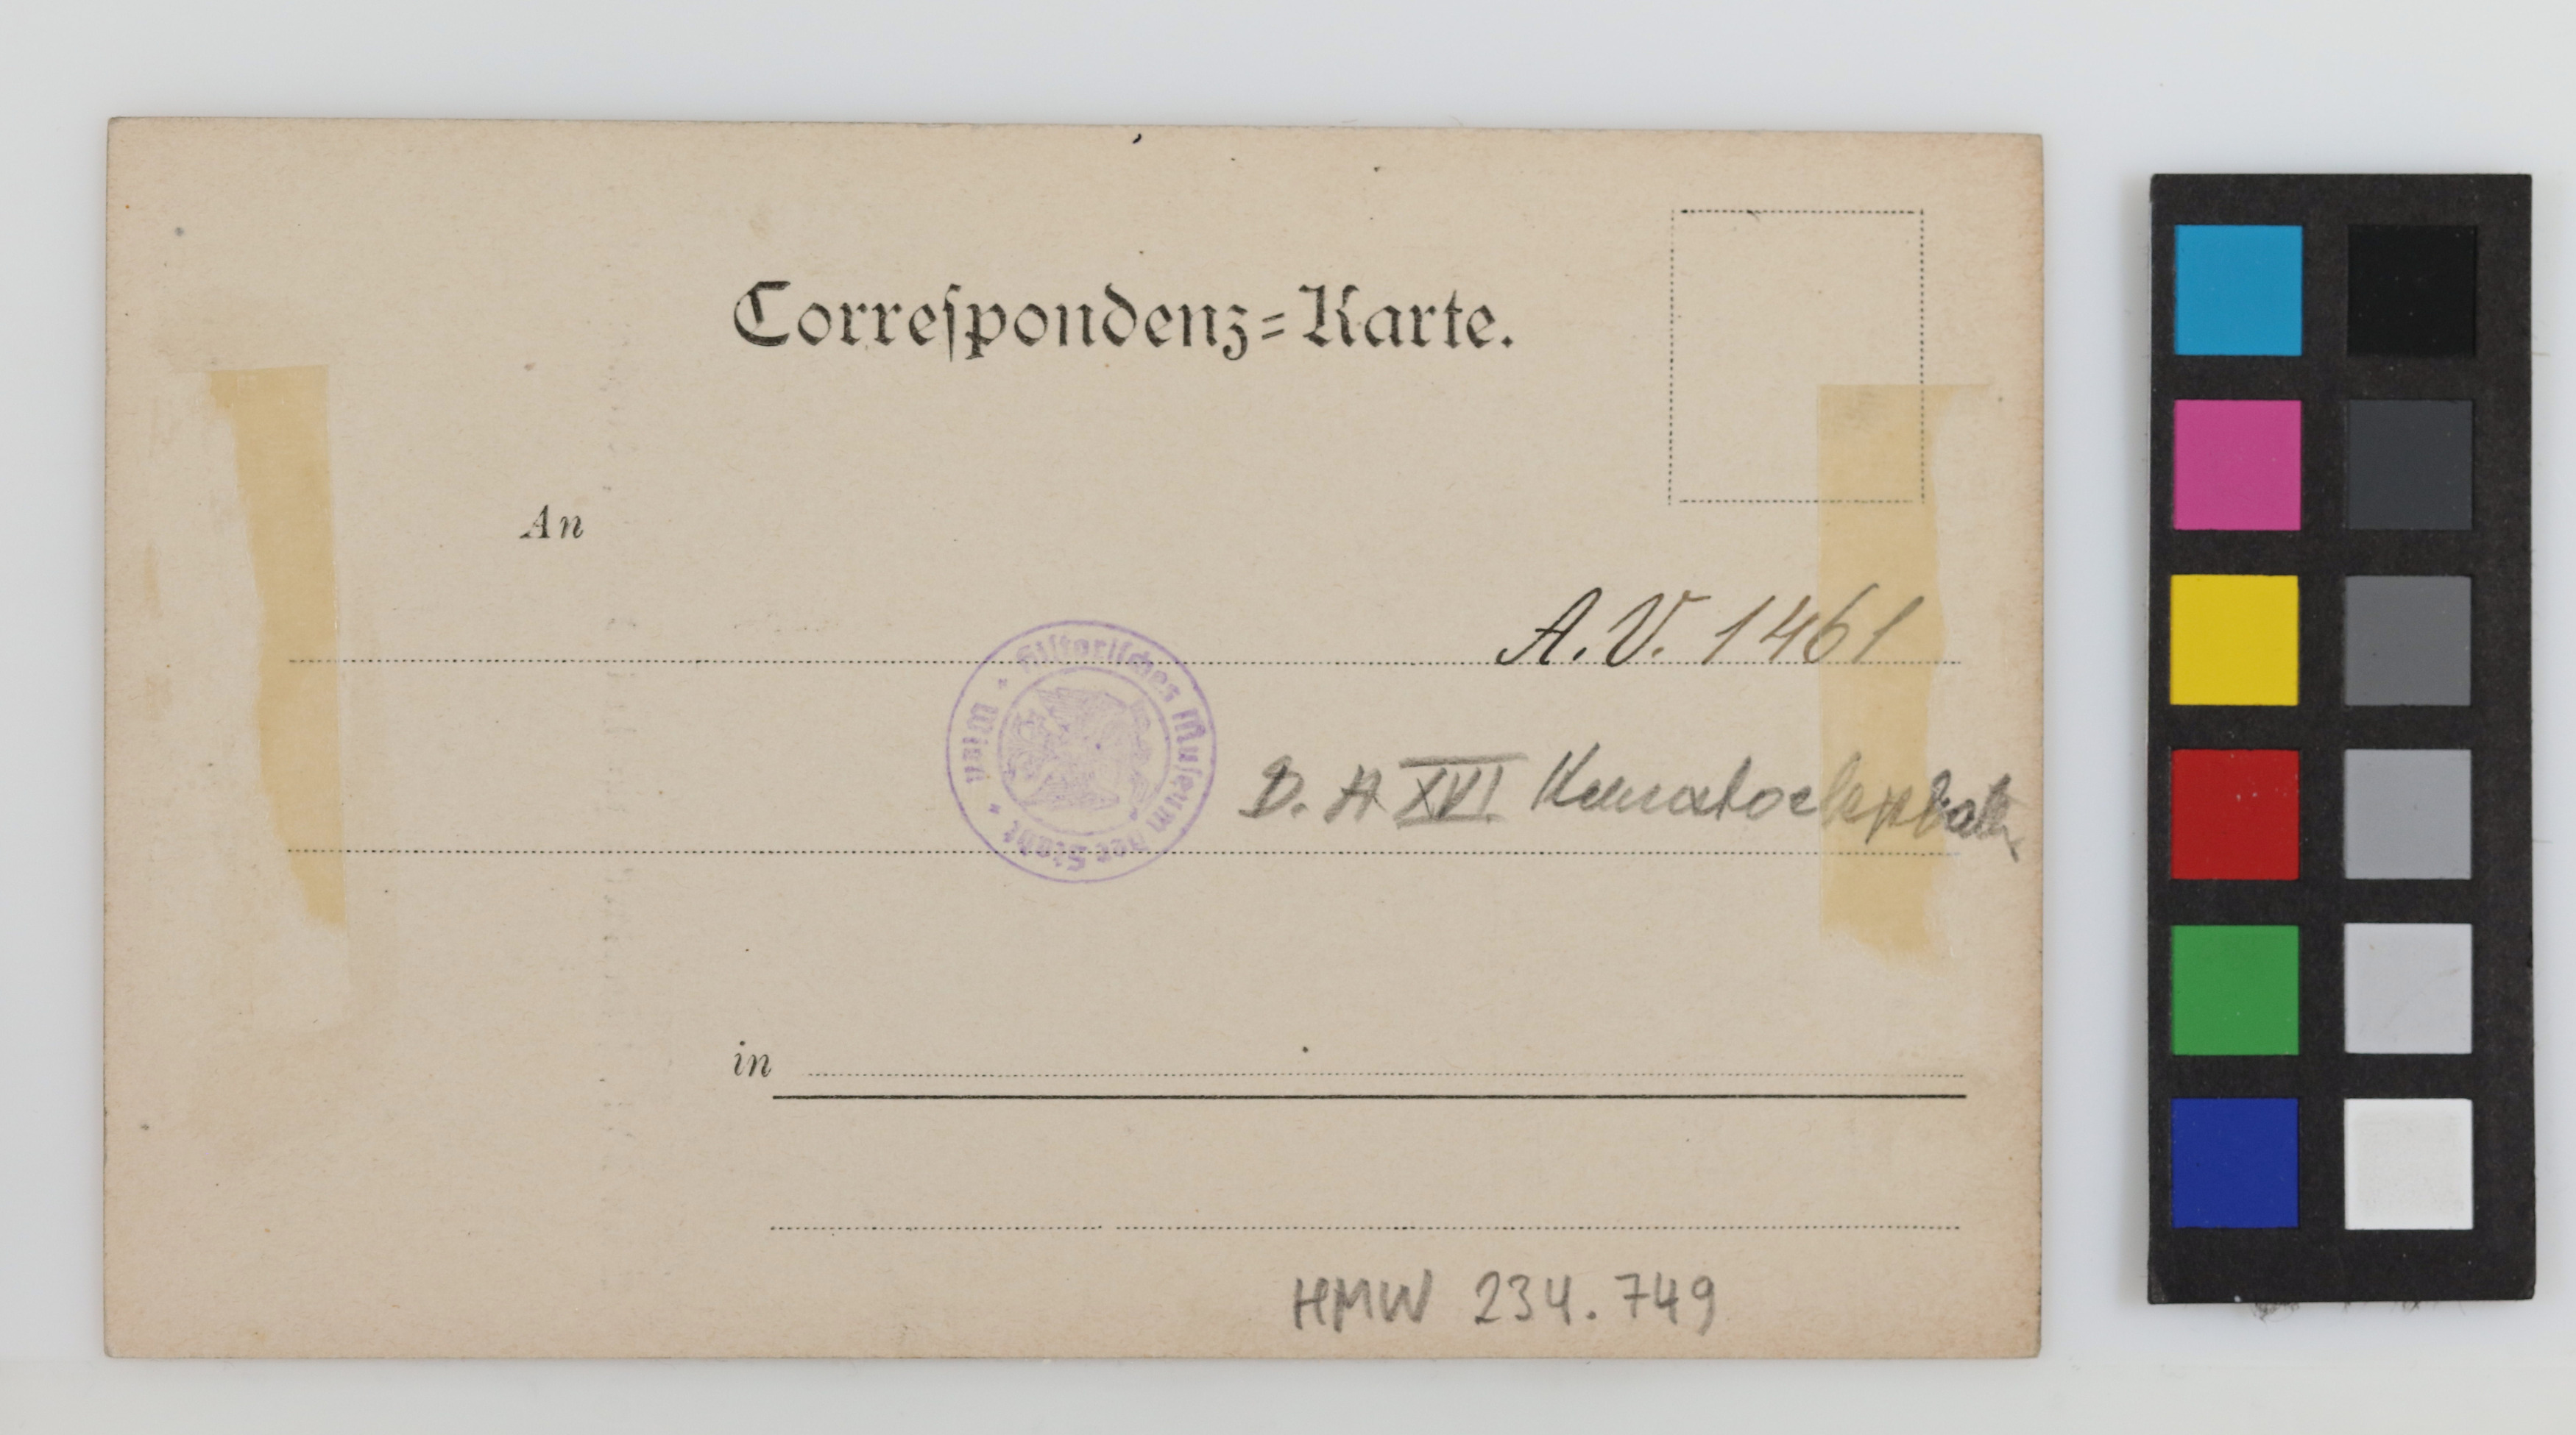 Correſpondenz=Karte.
An
A.V. 1461
Hiſtoriſches Muſeum der Stadt Wien
D. A XVI
in
HMW 234.749